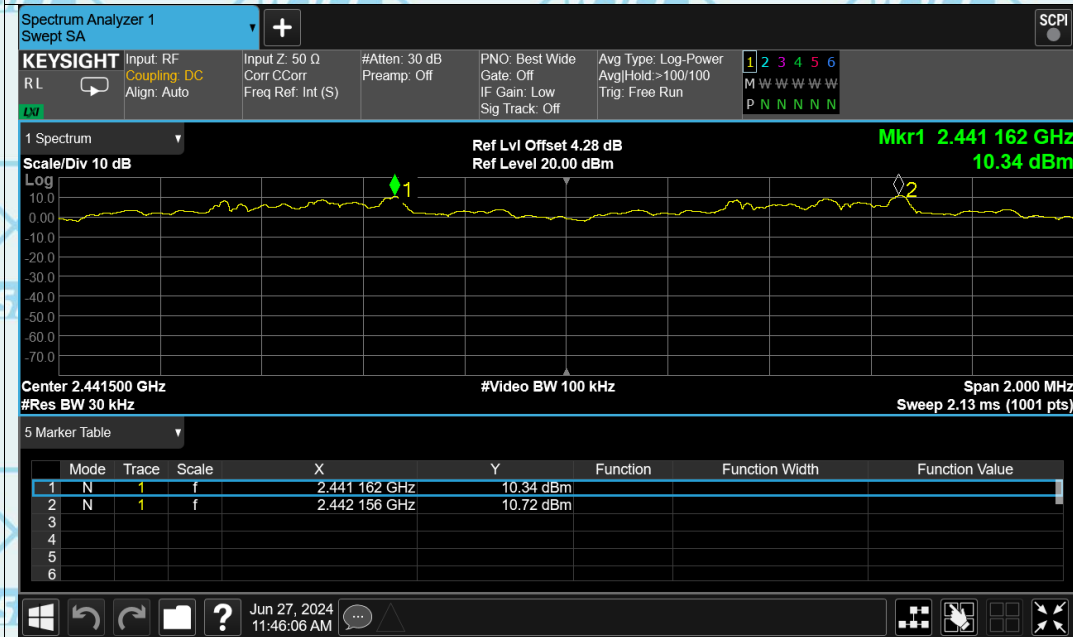 Spectrum Analyzer 1
Swept SA
+
SCPI
KEYSIGHT
R L
LXI
Input: RF
Coupling: DC
Align: Auto
Input Z: 50 Ω
Corr CCorr
Freq Ref: Int (S)
#Atten: 30 dB
Preamp: Off
PNO: Best Wide
Gate: Off
IF Gain: Low
Sig Track: Off
Avg Type: Log-Power
Avg|Hold:>100/100
Trig: Free Run
1 2 3 4 5 6
M W W W W W
P N N N N N
1 Spectrum
Scale/Div 10 dB
Ref Lvl Offset 4.28 dB
Ref Level 20.00 dBm
Mkr1 2.441 162 GHz
10.34 dBm
Log
10.0
0.00
-10.0
-20.0
-30.0
-40.0
-50.0
-60.0
-70.0
1
2
Center 2.441500 GHz
#Video BW 100 kHz
Span 2.000 MHz
#Res BW 30 kHz
Sweep 2.13 ms (1001 pts)
5 Marker Table
Mode Trace Scale X Y Function Function Width Function Value
1 N 1 f 2.441 162 GHz 10.34 dBm
2 N 1 f 2.442 156 GHz 10.72 dBm
3
4
5
6
?
Jun 27, 2024
11:46:06 AM